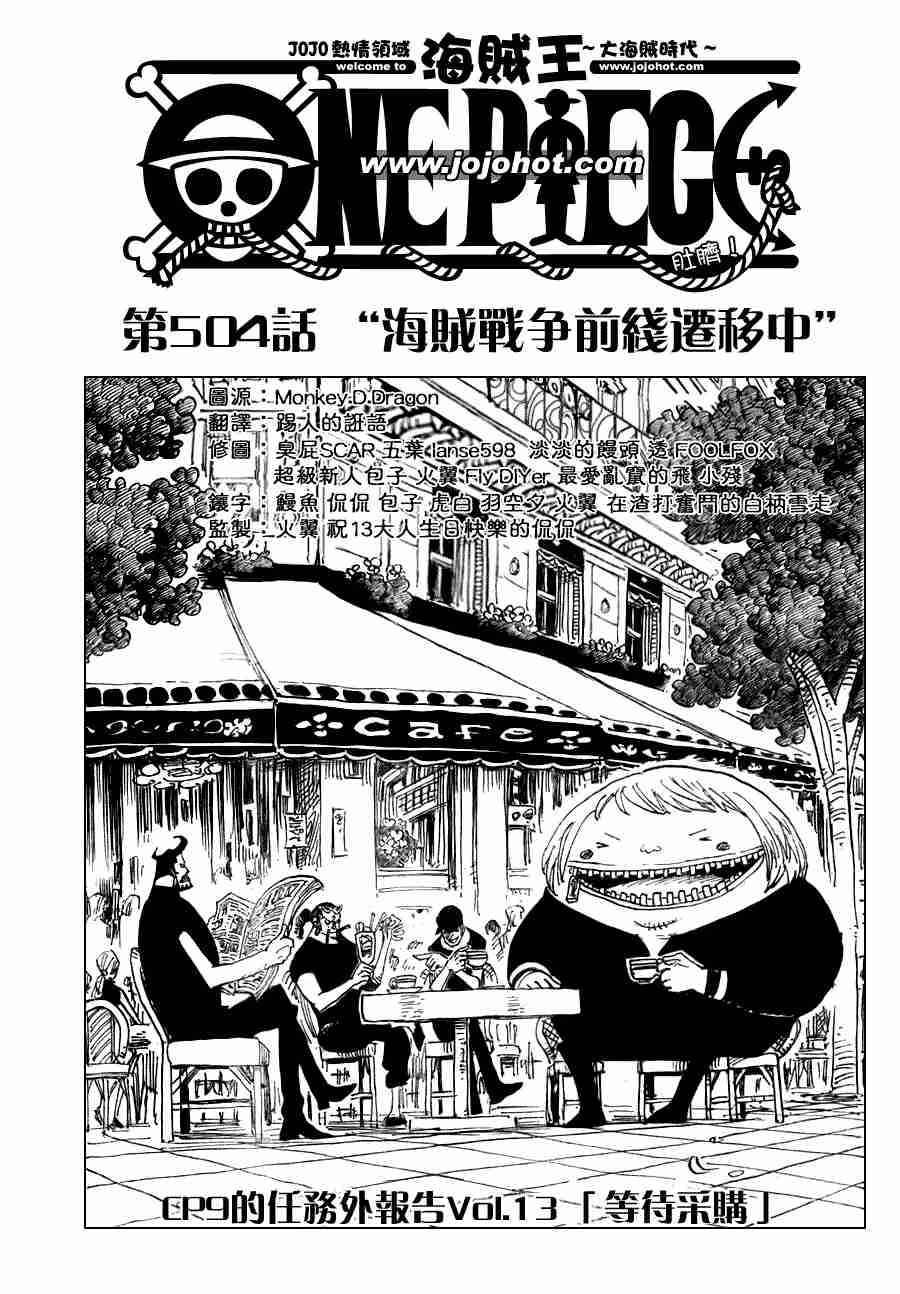 JOJO熱情領域 海賊王 ~大海賊時代~
welcome to www.jojohot.com
ONE PIECE
www.jojohot.com
肚臍!
第504話 “海賊戰争前綫遷移中”
圖源：Monkey.D.Dragon
翻譯：踢人的誑語
修圖：臭屁SCAR 五葉 lanse598 淡淡的饅頭 透 FOOLFOX
超級新人包子 火翼 Fly DIYer 最愛亂竄的飛 小殘
鑲字：鰻魚 侃侃 包子 虎白 羽空夕 火翼 在渣打奮鬥的白柄雪走
監製：火翼 祝13大人生日快樂的侃侃
Cafe
CP9的任務外報告Vol.13「等待采購」